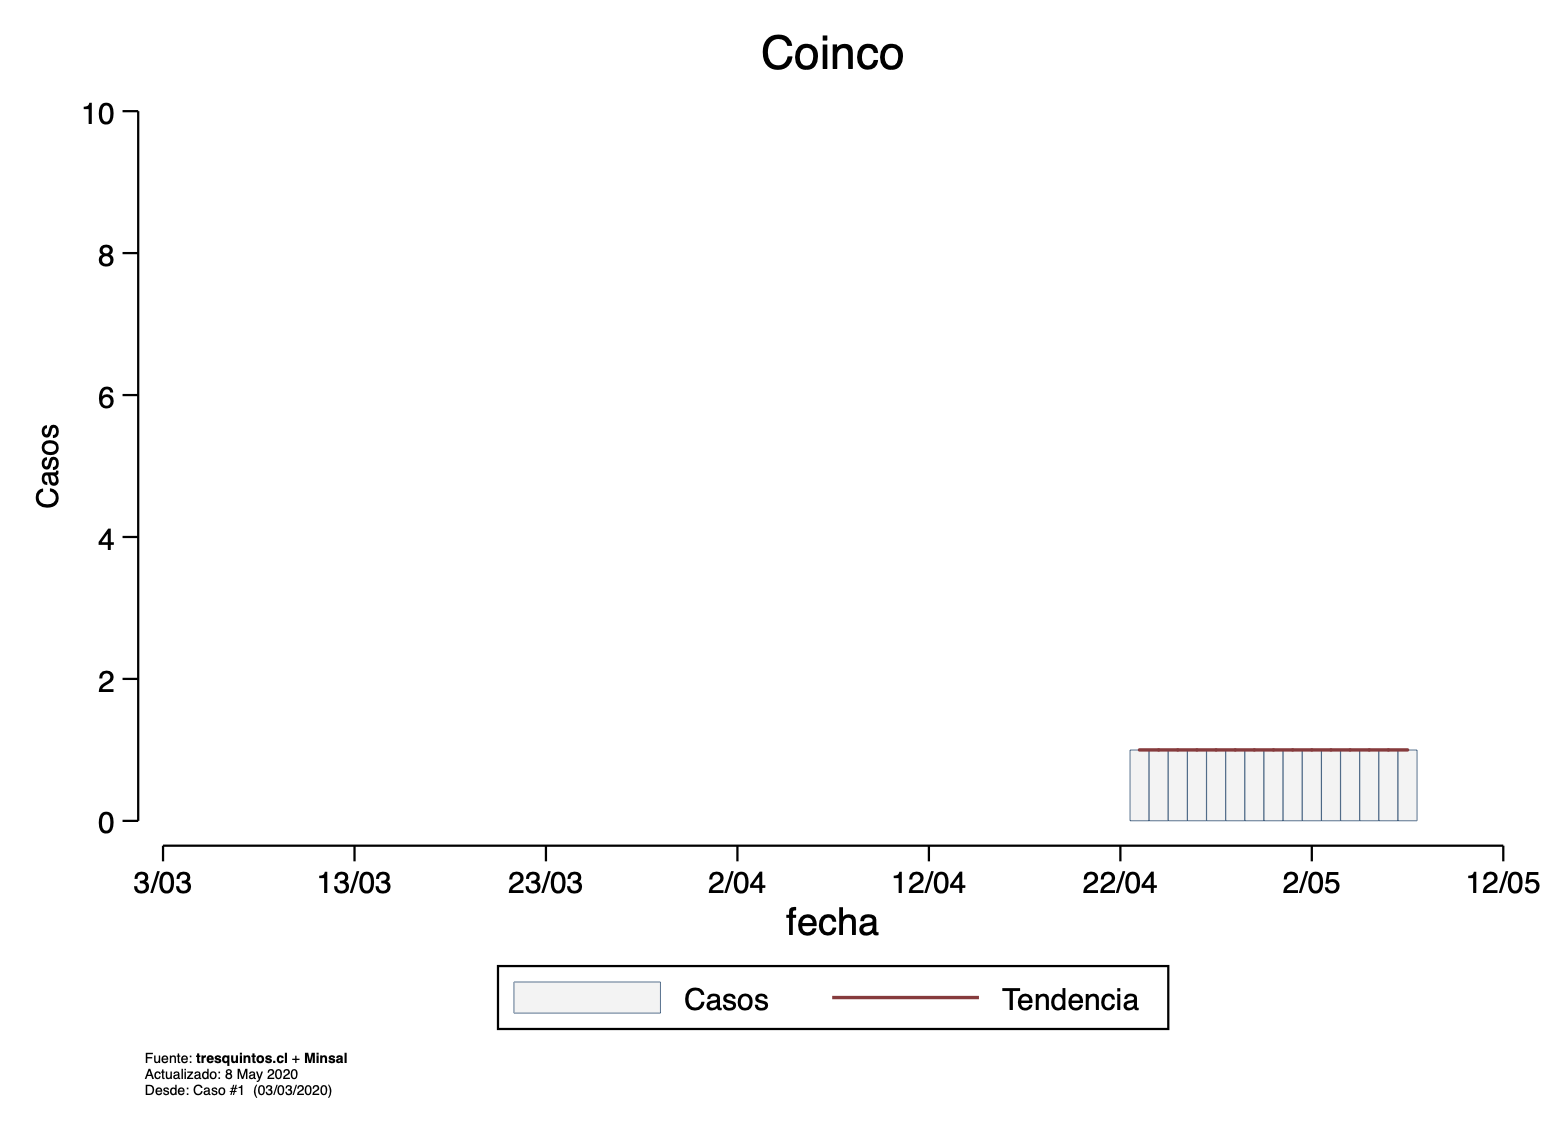 Coinco
10
8
6
4
2
0
Casos
3/03 13/03 23/03 2/04 12/04 22/04 2/05 12/05
fecha
Casos Tendencia
Fuente: tresquintos.cl + Minsal
Actualizado: 8 May 2020
Desde: Caso #1 (03/03/2020)